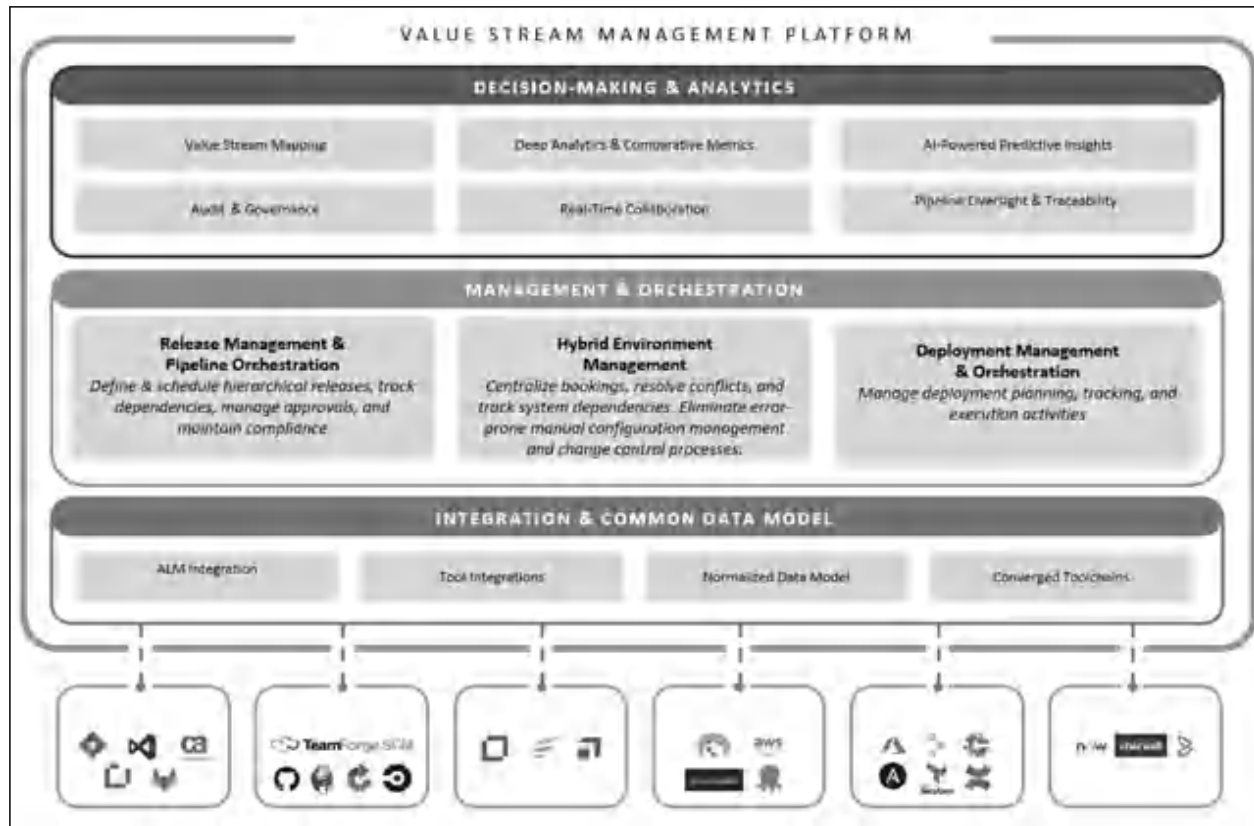 VALUE STREAM MANAGEMENT PLATFORM
DECISION-MAKING & ANALYTICS
Value Stream Mapping
Deep Analytics & Comparative Metrics
AI-Powered Predictive Insights
Audit & Governance
Real-Time Collaboration
Pipeline Oversight & Traceability
MANAGEMENT & ORCHESTRATION
Release Management &
Pipeline Orchestration
Define & schedule hierarchical releases, track
dependencies, manage approvals, and
maintain compliance
Hybrid Environment
Management
Centralize bookings, resolve conflicts, and
track system dependencies. Eliminate error-
prone manual configuration management
and change control processes.
Deployment Management
& Orchestration
Manage deployment planning, tracking, and
execution activities
INTEGRATION & COMMON DATA MODEL
ALM Integration
Tool Integrations
Normalized Data Model
Converged Toolchains
ca
TeamForge SCM
aws
now